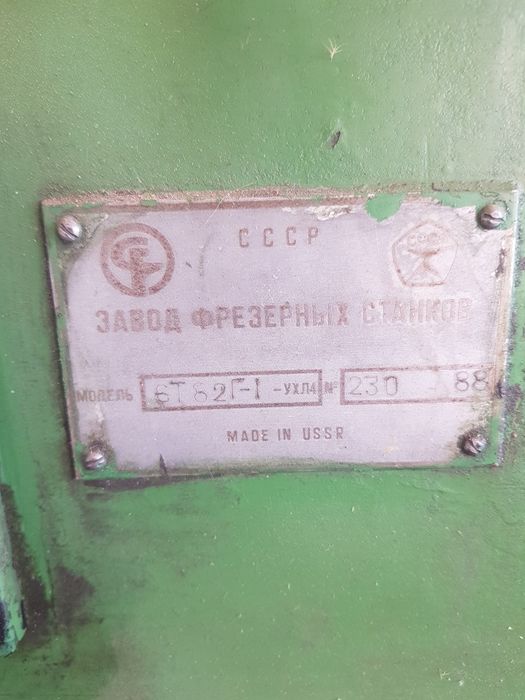 СССР
ЗАВОД ФРЕЗЕРНЫХ СТАНКОВ
МОДЕЛЬ 6Т82Г-1 -УХЛ4 № 230 88
MADE IN USSR